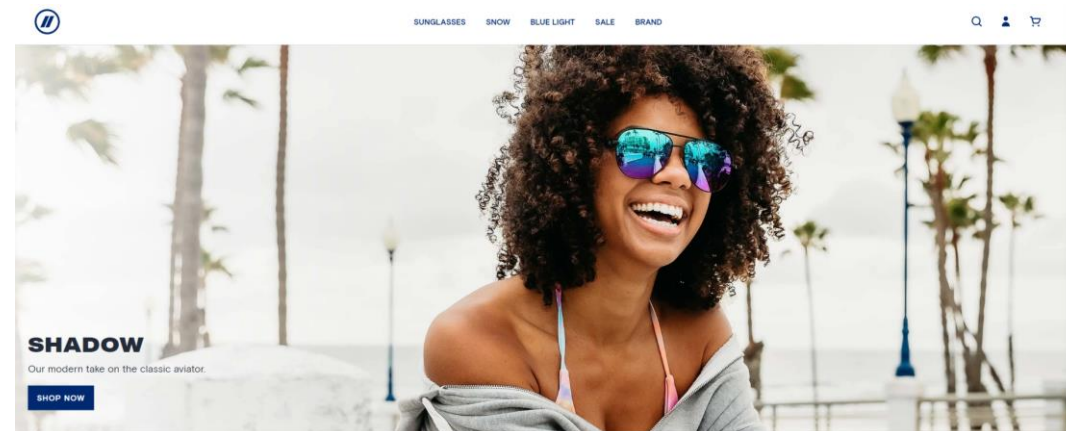 SUNGLASSES SNOW BLUE LIGHT SALE BRAND
SHADOW
Our modern take on the classic aviator.
SHOP NOW